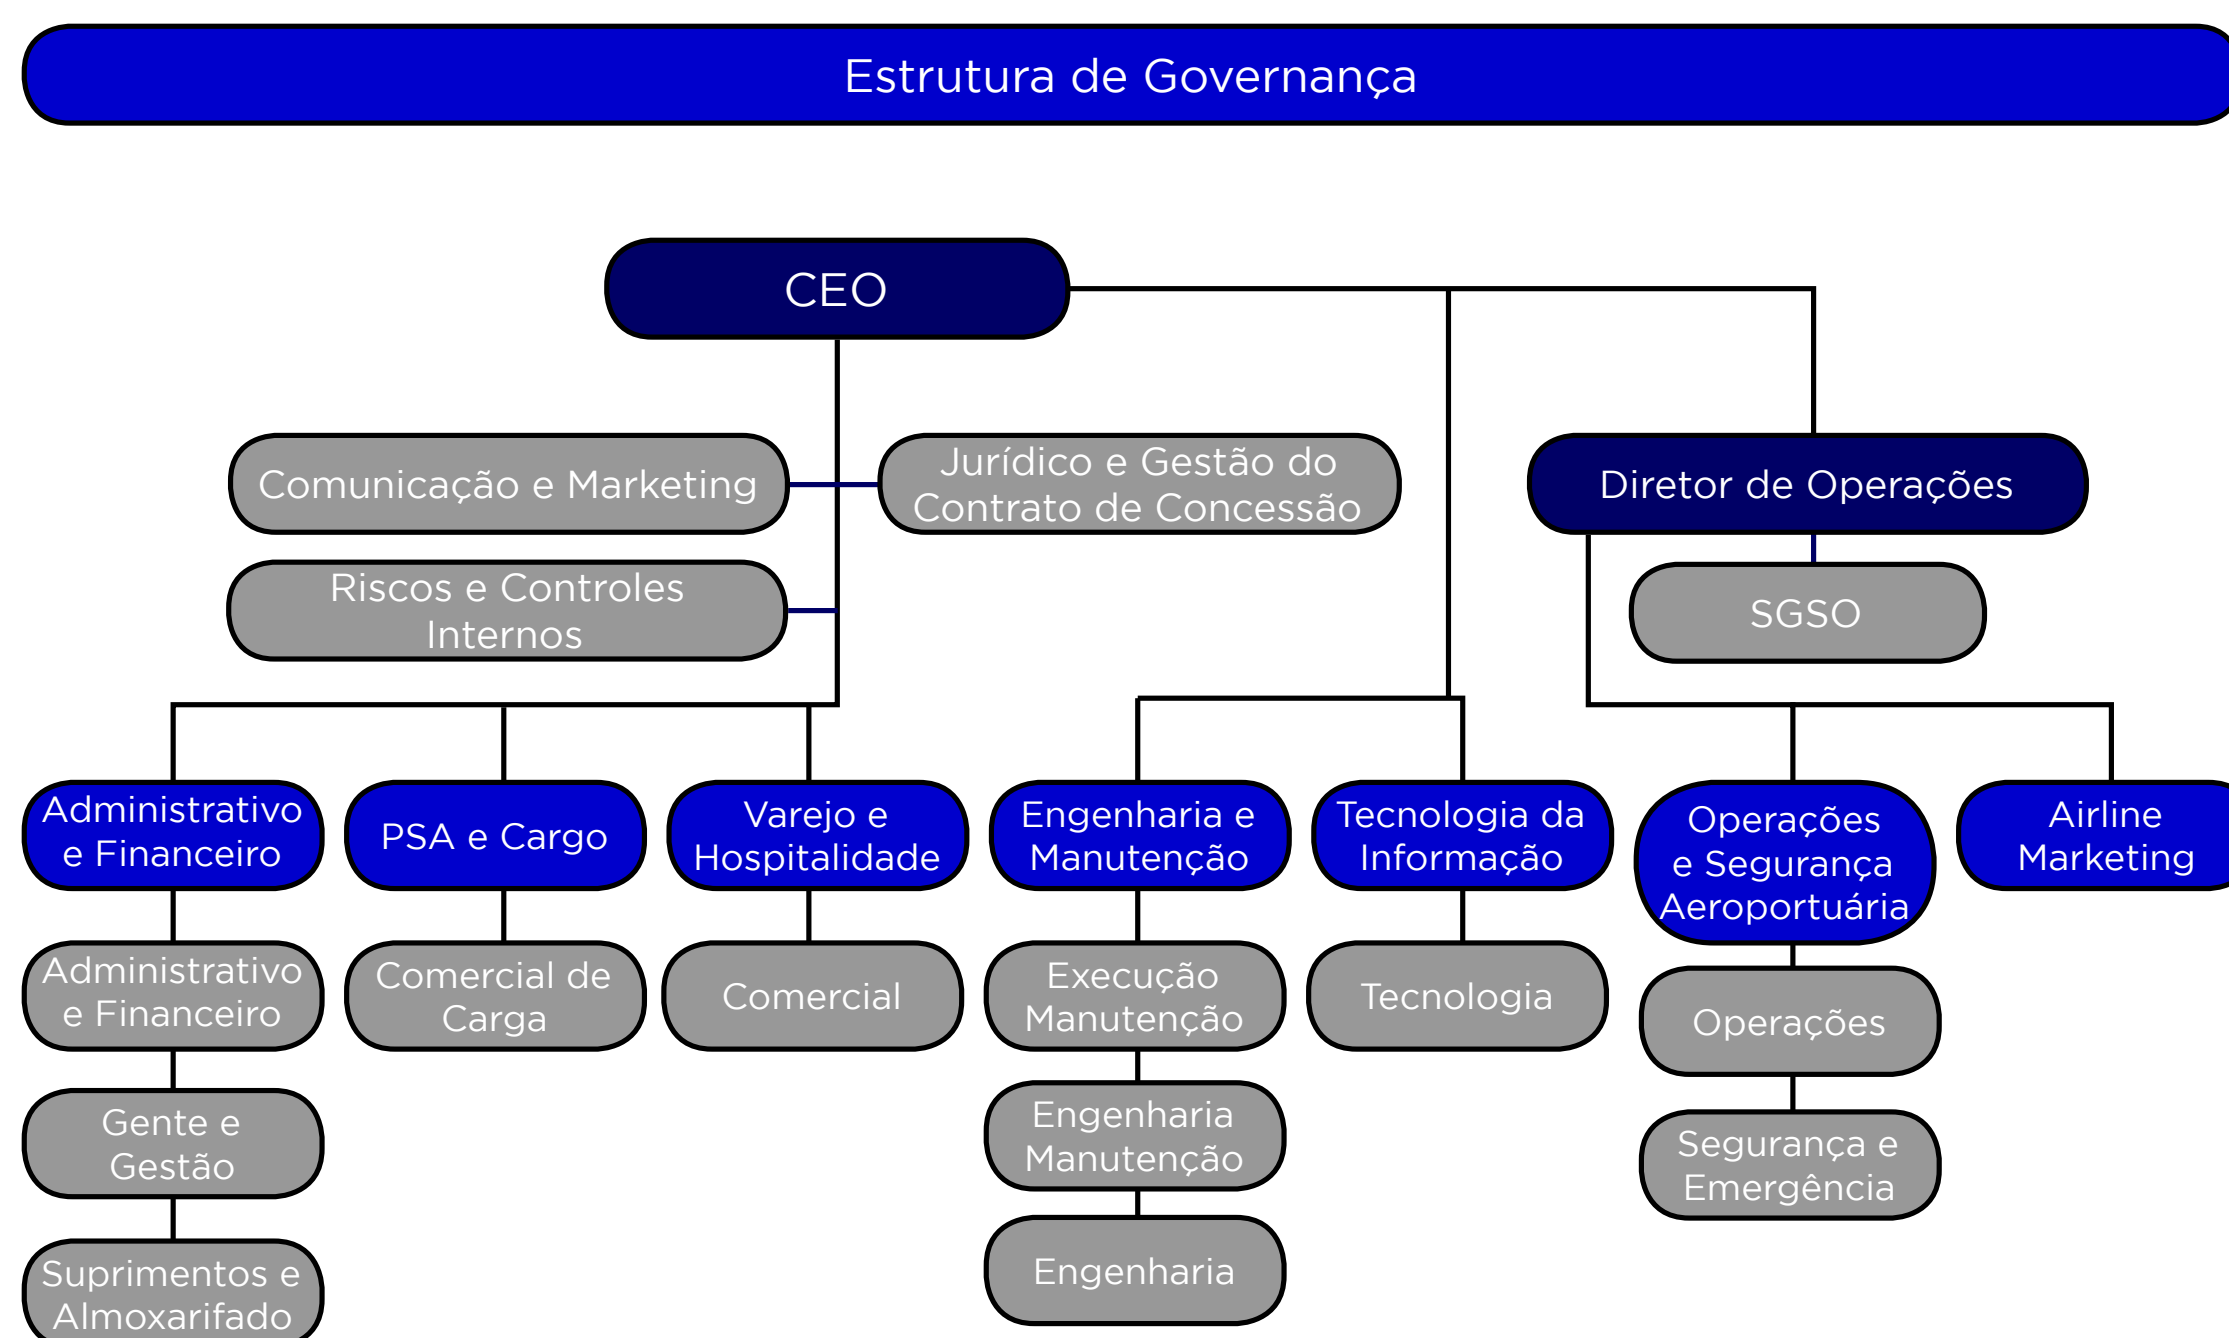 Estrutura de Governança
CEO
Comunicação e Marketing
Jurídico e Gestão do
Contrato de Concessão
Diretor de Operações
Riscos e Controles
Internos
SGSO
Administrativo
e Financeiro
PSA e Cargo
Varejo e
Hospitalidade
Engenharia e
Manutenção
Tecnologia da
Informação
Operações
e Segurança
Aeroportuária
Airline
Marketing
Administrativo
e Financeiro
Comercial de
Carga
Comercial
Execução
Manutenção
Tecnologia
Operações
Gente e
Gestão
Engenharia
Manutenção
Segurança e
Emergência
Suprimentos e
Almoxarifado
Engenharia